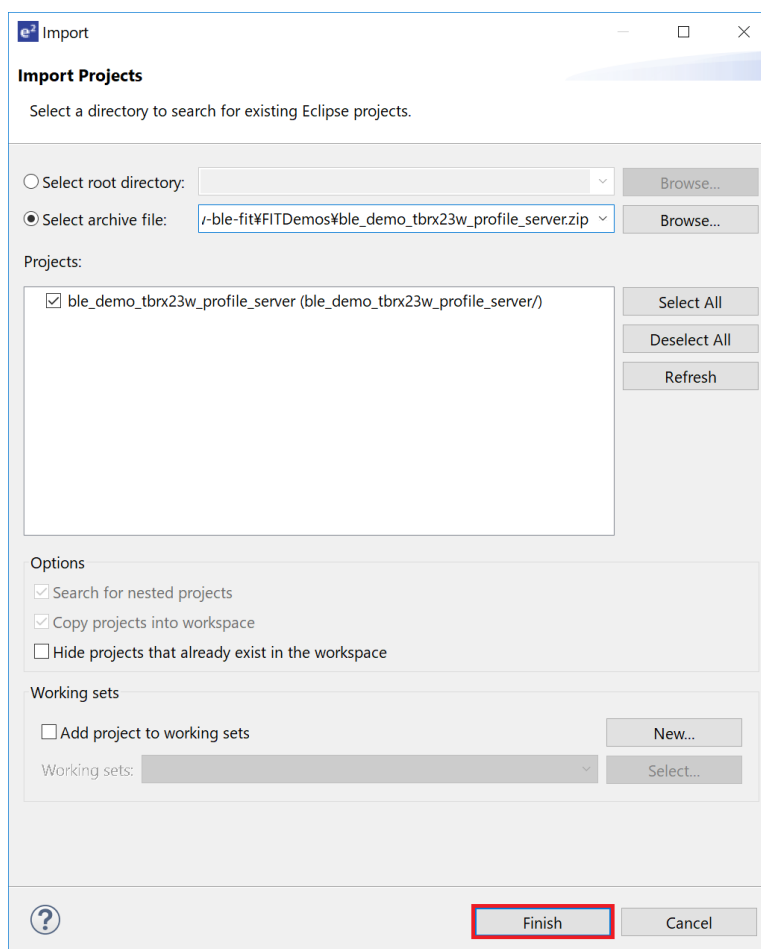 e² Import
Import Projects
Select a directory to search for existing Eclipse projects.
Select root directory:
Browse...
Select archive file: -ble-fit¥FITDemos¥ble_demo_tbrx23w_profile_server.zip
Browse...
Projects:
ble_demo_tbrx23w_profile_server (ble_demo_tbrx23w_profile_server/)
Select All
Deselect All
Refresh
Options
Search for nested projects
Copy projects into workspace
Hide projects that already exist in the workspace
Working sets
Add project to working sets
New...
Working sets:
Select...
?
Finish
Cancel